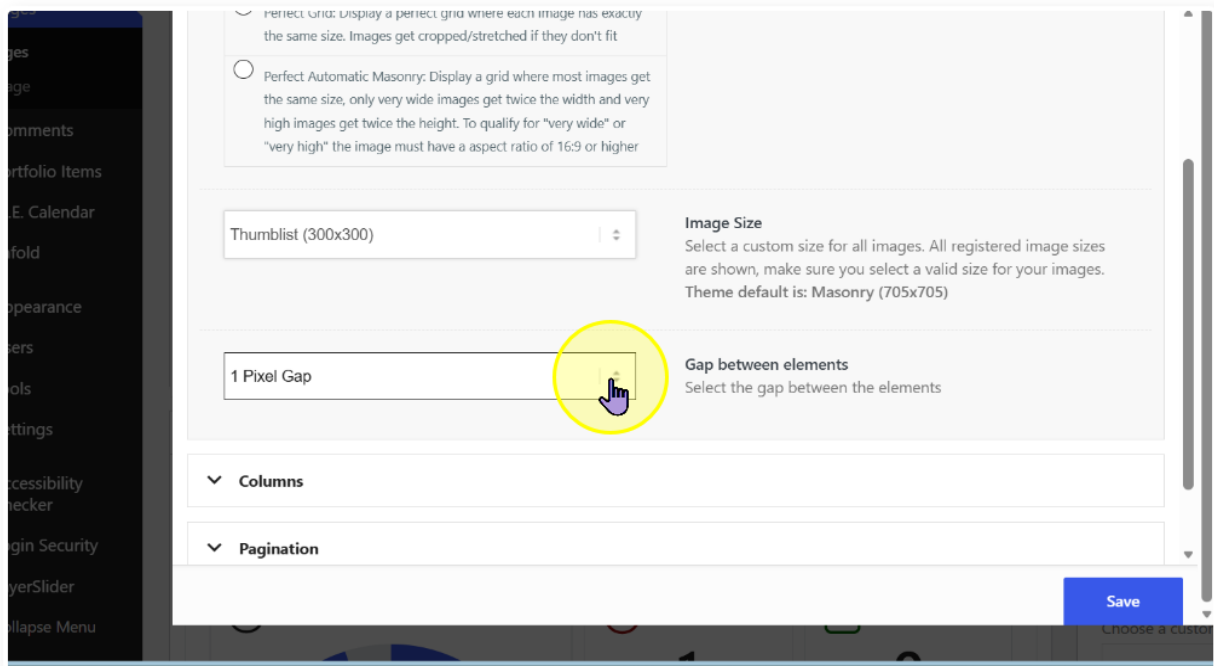 Perfect Grid: Display a perfect grid where each image has exactly
the same size. Images get cropped/stretched if they don't fit
Perfect Automatic Masonry: Display a grid where most images get
the same size, only very wide images get twice the width and very
high images get twice the height. To qualify for "very wide" or
"very high" the image must have a aspect ratio of 16:9 or higher
Thumblist (300x300)
Image Size
Select a custom size for all images. All registered image sizes
are shown, make sure you select a valid size for your images.
Theme default is: Masonry (705x705)
1 Pixel Gap
Gap between elements
Select the gap between the elements
Columns
Pagination
Save
ges
age
omments
ortfolio Items
.E. Calendar
nfold
ppearance
sers
ols
ettings
ccessibility
hecker
ogin Security
yerSlider
ollapse Menu
Choose a custor